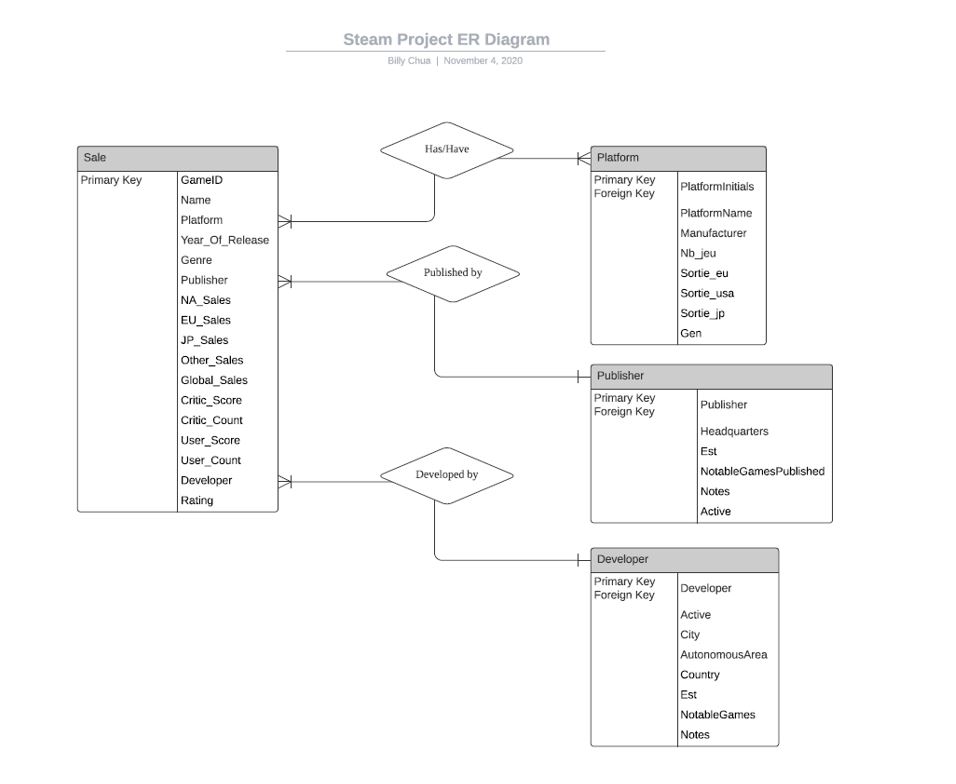 Steam Project ER Diagram
Billy Chua | November 4, 2020
Sale
Primary Key
GameID
Name
Platform
Year_Of_Release
Genre
Publisher
NA_Sales
EU_Sales
JP_Sales
Other_Sales
Global_Sales
Critic_Score
Critic_Count
User_Score
User_Count
Developer
Rating
Has/Have
Published by
Developed by
Platform
Primary Key
Foreign Key
PlatformInitials
PlatformName
Manufacturer
Nb_jeu
Sortie_eu
Sortie_usa
Sortie_jp
Gen
Publisher
Primary Key
Foreign Key
Publisher
Headquarters
Est
NotableGamesPublished
Notes
Active
Developer
Primary Key
Foreign Key
Developer
Active
City
AutonomousArea
Country
Est
NotableGames
Notes